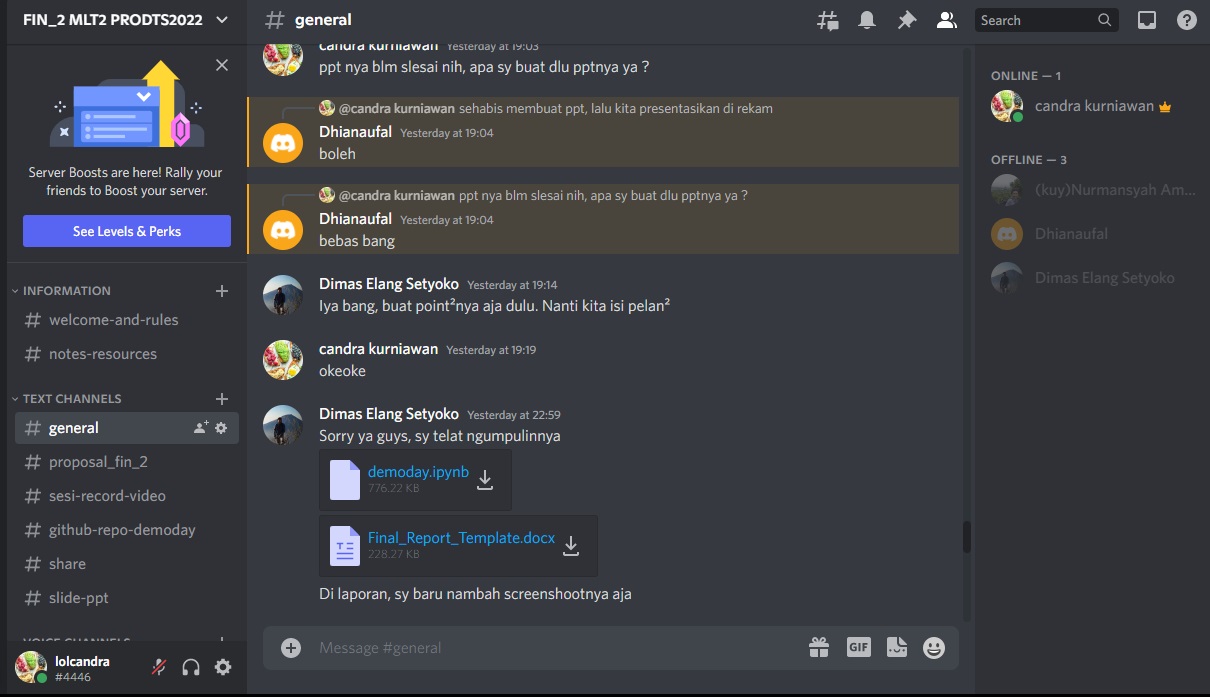 FIN_2 MLT2 PRODTS2022
Server Boosts are here! Rally your
friends to Boost your server.
See Levels & Perks
INFORMATION
# welcome-and-rules
# notes-resources
TEXT CHANNELS
# general
# proposal_fin_2
# sesi-record-video
# github-repo-demoday
# share
# slide-ppt
VOICE CHANNELS
lolcandra
#4446
# general
Search
candra kurniawan Yesterday at 19:03
ppt nya blm slesai nih, apa sy buat dlu pptnya ya ?
@candra kurniawan sehabis membuat ppt, lalu kita presentasikan di rekam
Dhianaufal Yesterday at 19:04
boleh
@candra kurniawan ppt nya blm slesai nih, apa sy buat dlu pptnya ya ?
Dhianaufal Yesterday at 19:04
bebas bang
Dimas Elang Setyoko Yesterday at 19:14
Iya bang, buat point²nya aja dulu. Nanti kita isi pelan²
candra kurniawan Yesterday at 19:19
okeoke
Dimas Elang Setyoko Yesterday at 22:59
Sorry ya guys, sy telat ngumpulinnya
demoday.ipynb
776.22 KB
Final_Report_Template.docx
228.27 KB
Di laporan, sy baru nambah screenshootnya aja
Message #general
GIF
ONLINE — 1
candra kurniawan
OFFLINE — 3
(kuy)Nurmansyah Am...
Dhianaufal
Dimas Elang Setyoko